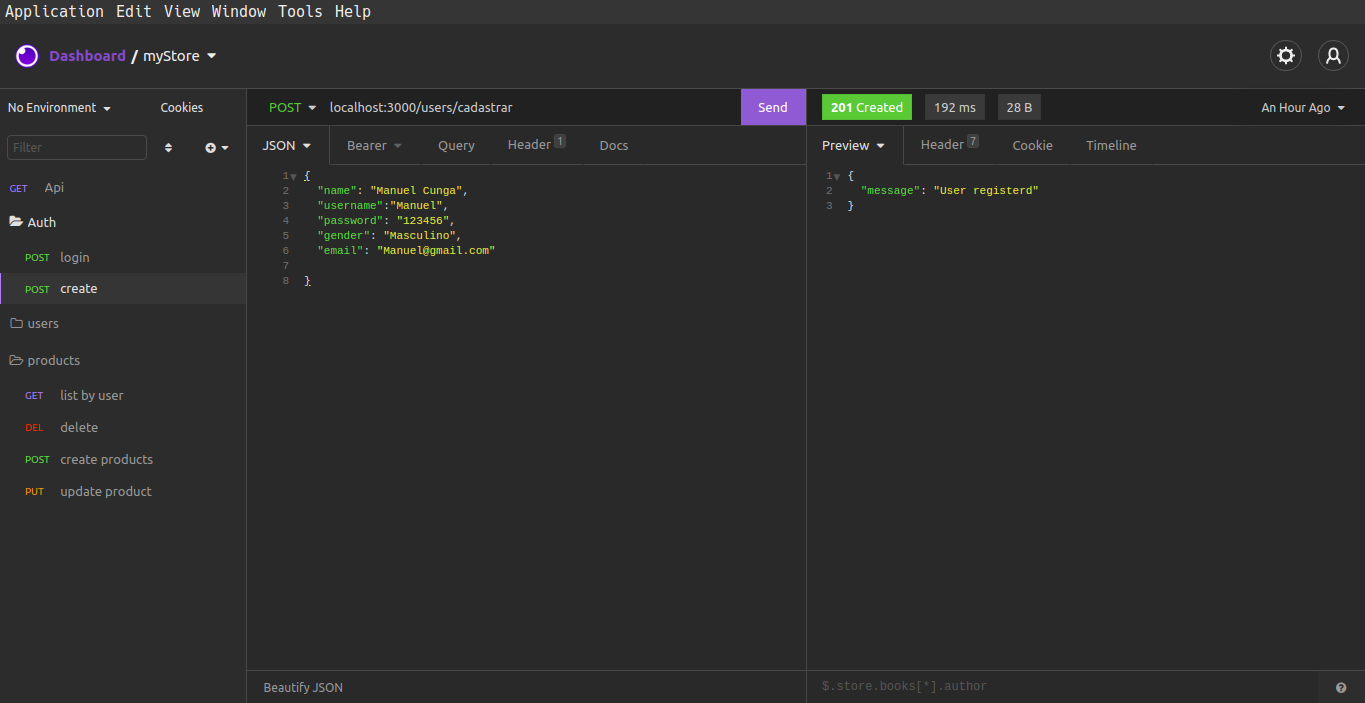 Application Edit View Window Tools Help
Dashboard / myStore
No Environment Cookies
POST localhost:3000/users/cadastrar Send
201 Created 192 ms 28 B An Hour Ago
Filter
JSON Bearer Query Header 1 Docs
Preview Header 7 Cookie Timeline
GET Api
Auth
POST login
POST create
users
products
GET list by user
DEL delete
POST create products
PUT update product
1 {
2 "name": "Manuel Cunga",
3 "username":"Manuel",
4 "password": "123456",
5 "gender": "Masculino",
6 "email": "Manuel@gmail.com"
7
8 }
1 {
2 "message": "User registerd"
3 }
Beautify JSON
$.store.books[*].author